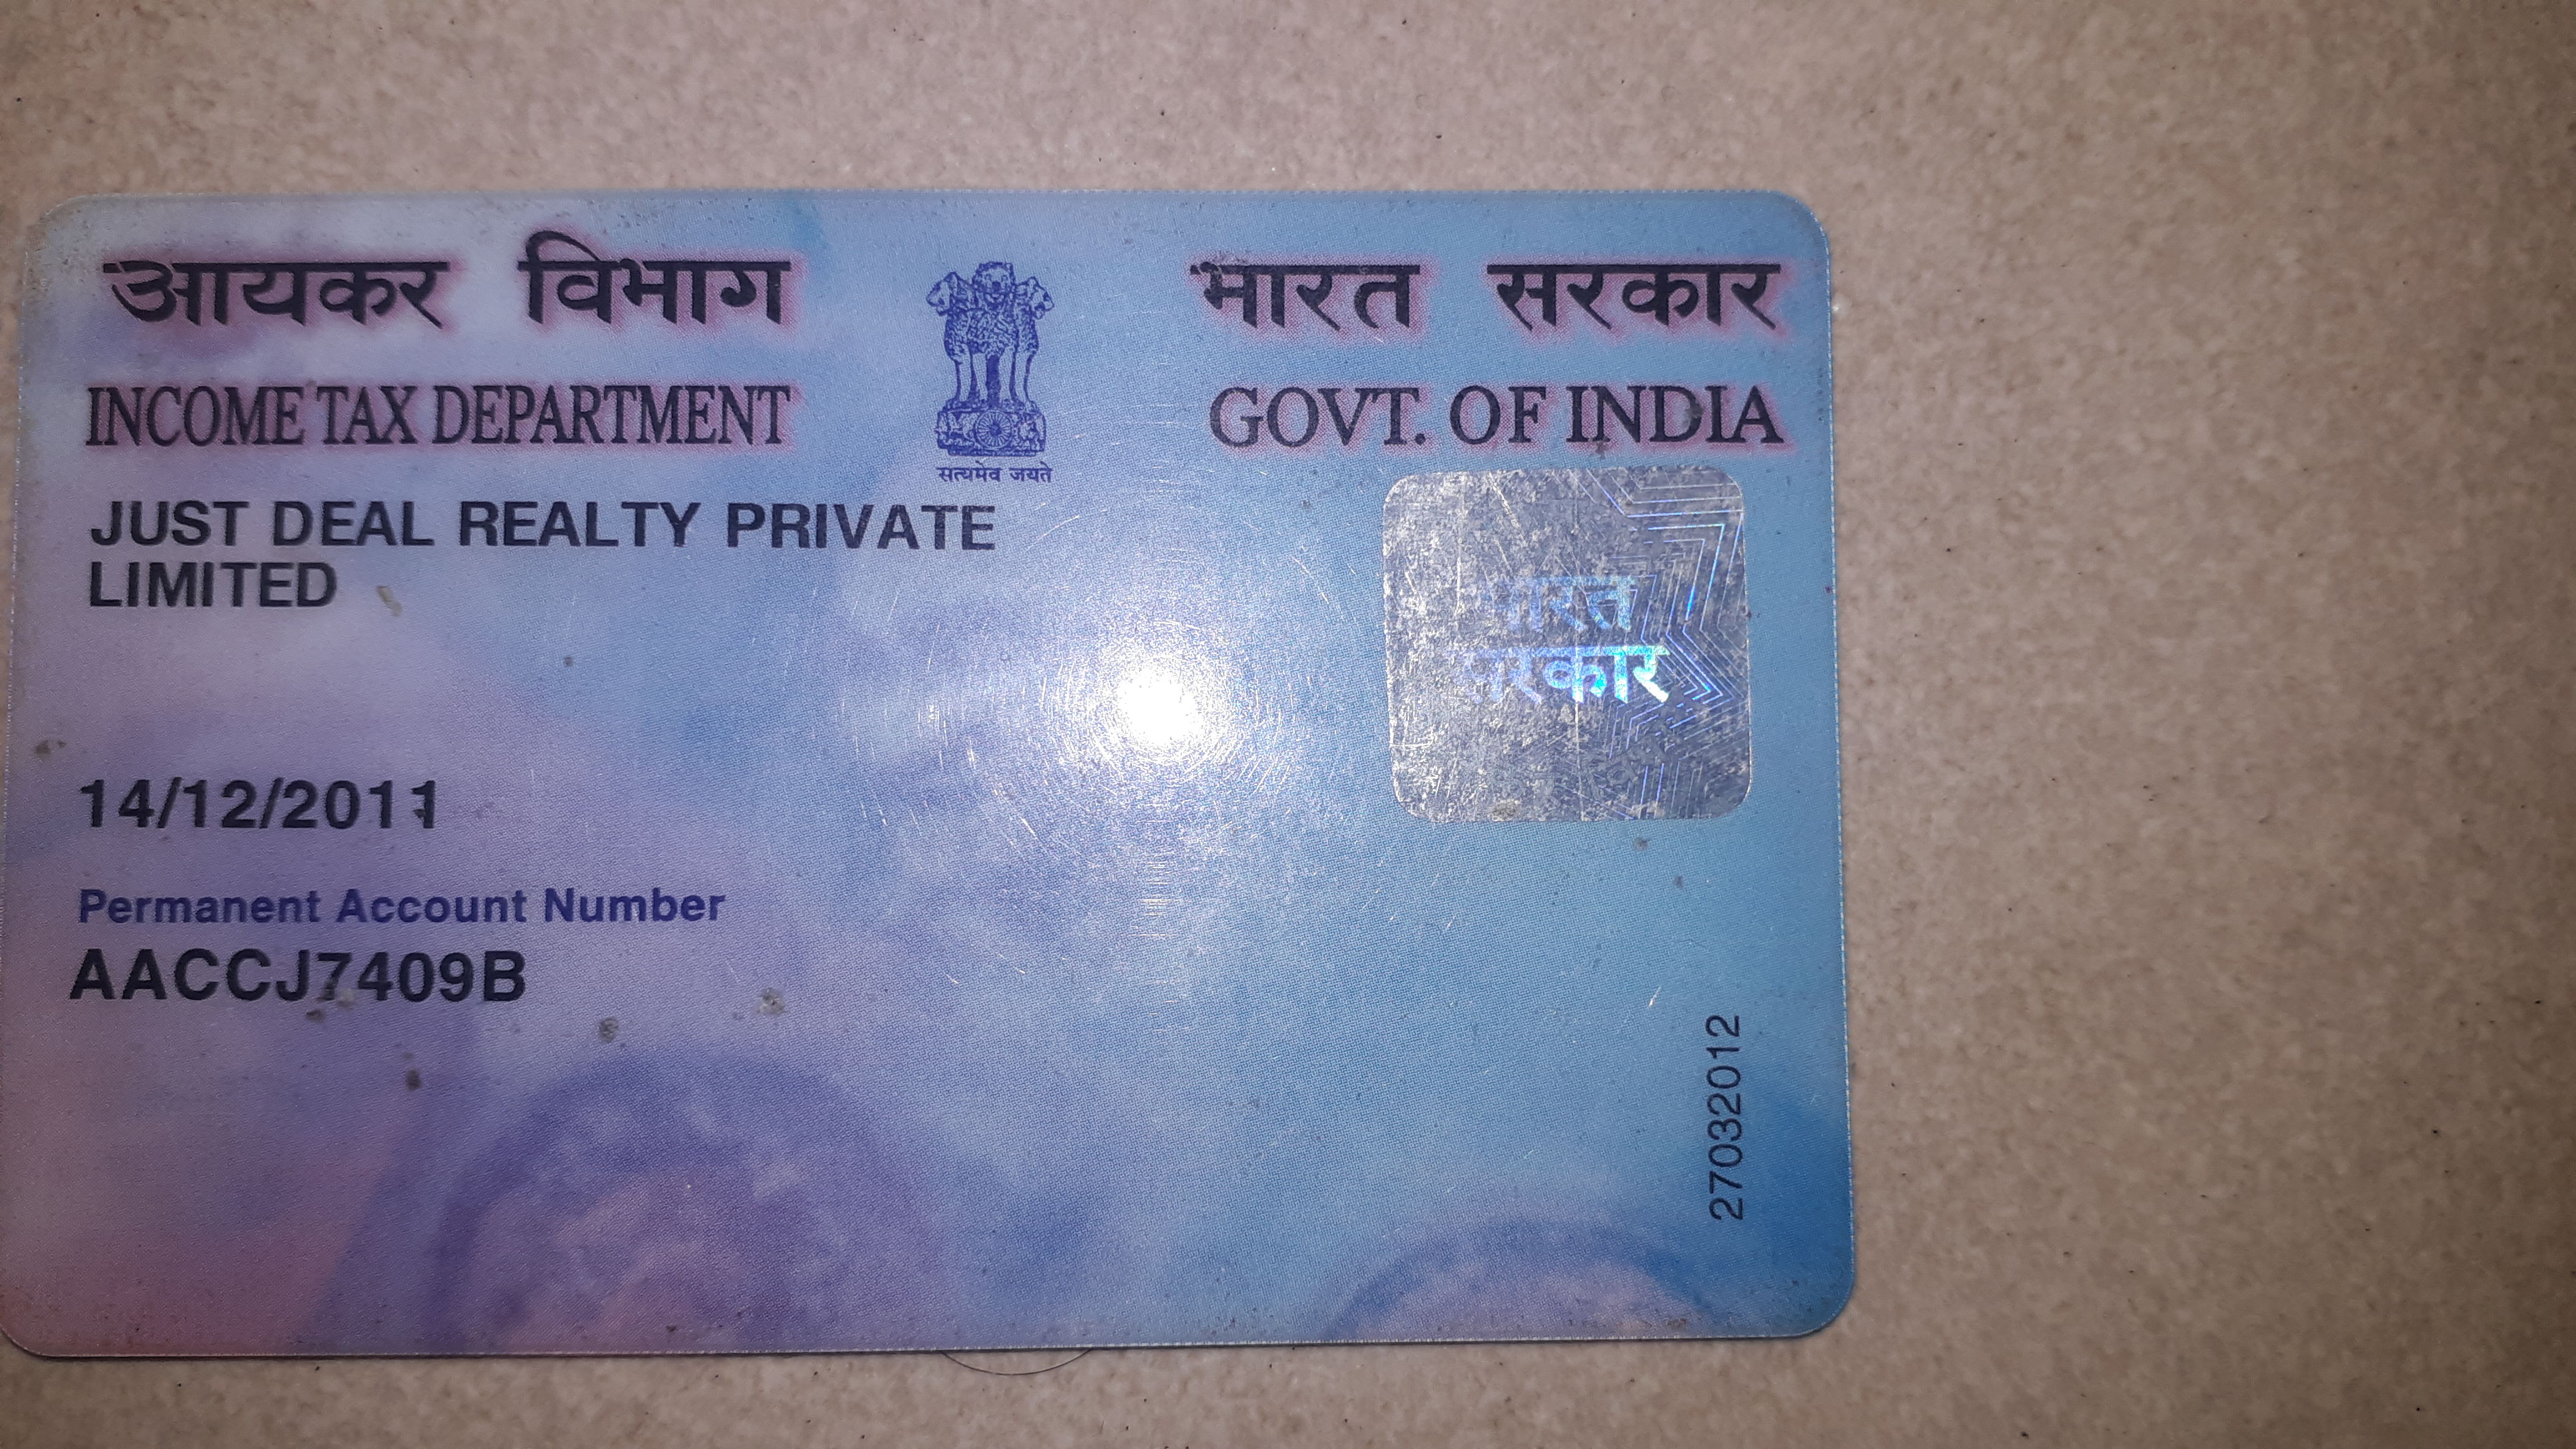 आयकर विभाग
भारत सरकार
INCOME TAX DEPARTMENT
GOVT. OF INDIA
सत्यमेव जयते
JUST DEAL REALTY PRIVATE
LIMITED
भारत
सरकार
14/12/2011
Permanent Account Number
AACCJ7409B
27032012